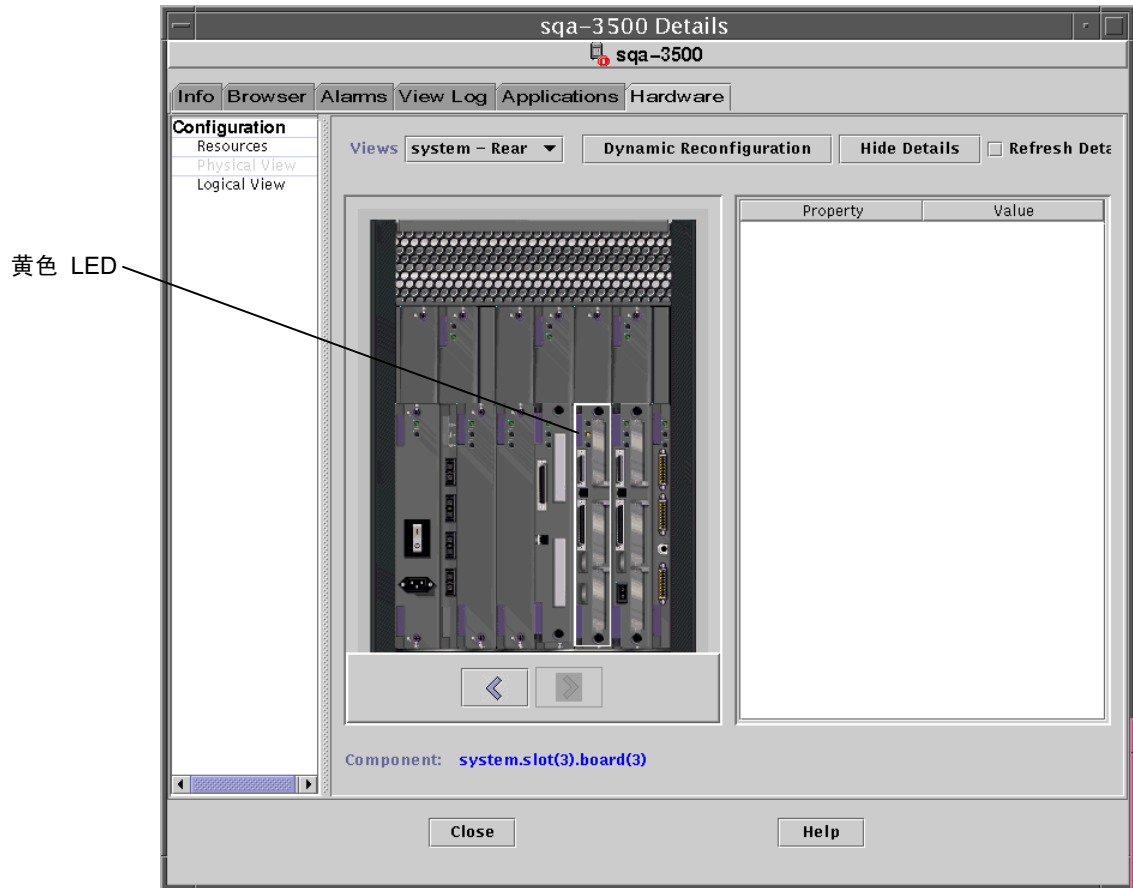 sqa-3500 Details
sqa-3500
Info Browser Alarms View Log Applications Hardware
Configuration
Resources
Physical View
Logical View
Views system - Rear Dynamic Reconfiguration Hide Details Refresh Deta
Property Value
黄色 LED
Component: system.slot(3).board(3)
Close Help